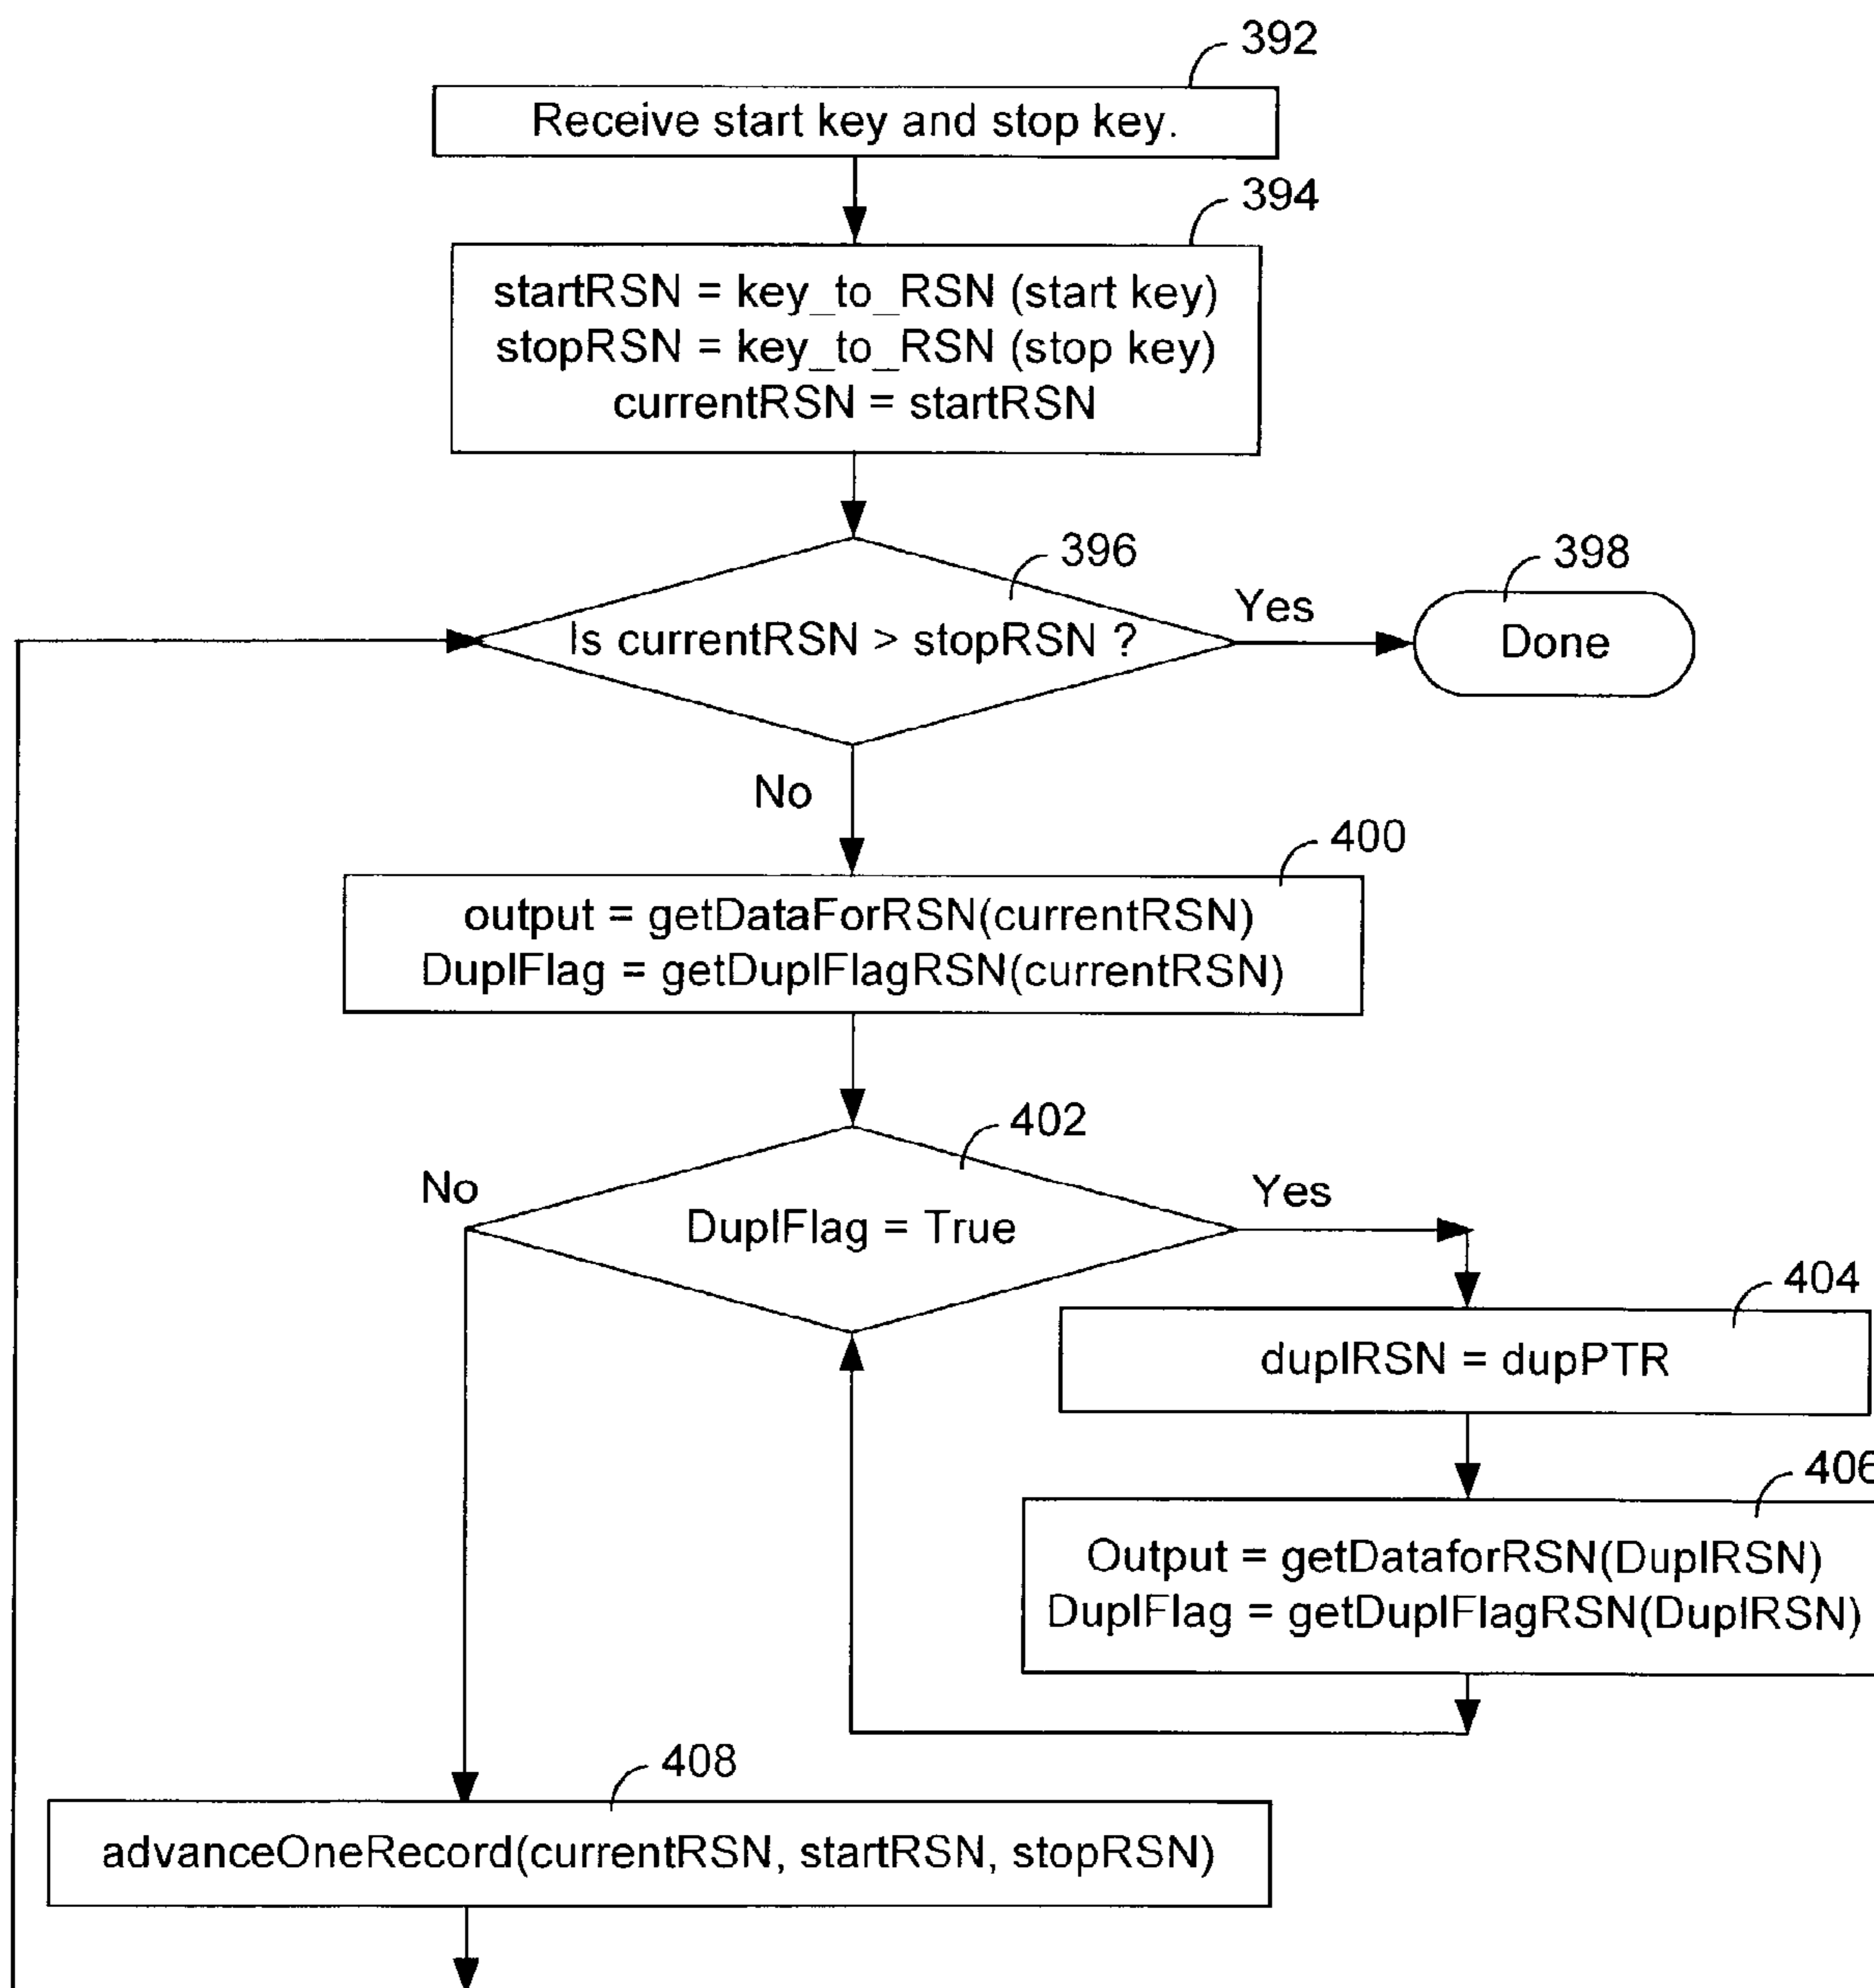 392
Receive start key and stop key.
394
startRSN = key_to_RSN (start key)
stopRSN = key_to_RSN (stop key)
currentRSN = startRSN
396
Is currentRSN > stopRSN ?
Yes
398
Done
No
400
output = getDataForRSN(currentRSN)
DuplFlag = getDuplFlagRSN(currentRSN)
402
No
DuplFlag = True
Yes
404
duplRSN = dupPTR
406
Output = getDataforRSN(DuplRSN)
DuplFlag = getDuplFlagRSN(DuplRSN)
408
advanceOneRecord(currentRSN, startRSN, stopRSN)